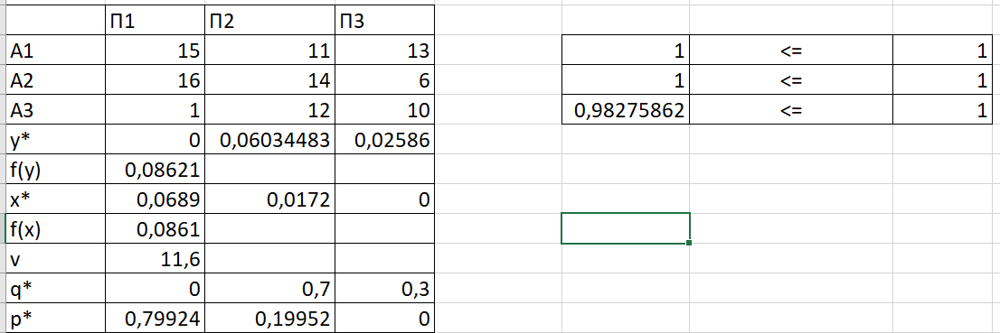 П1 П2 П3
A1 15 11 13 1 <= 1
A2 16 14 6 1 <= 1
A3 1 12 10 0,98275862 <= 1
y* 0 0,06034483 0,02586
f(y) 0,08621
x* 0,0689 0,0172 0
f(x) 0,0861
v 11,6
q* 0 0,7 0,3
p* 0,79924 0,19952 0